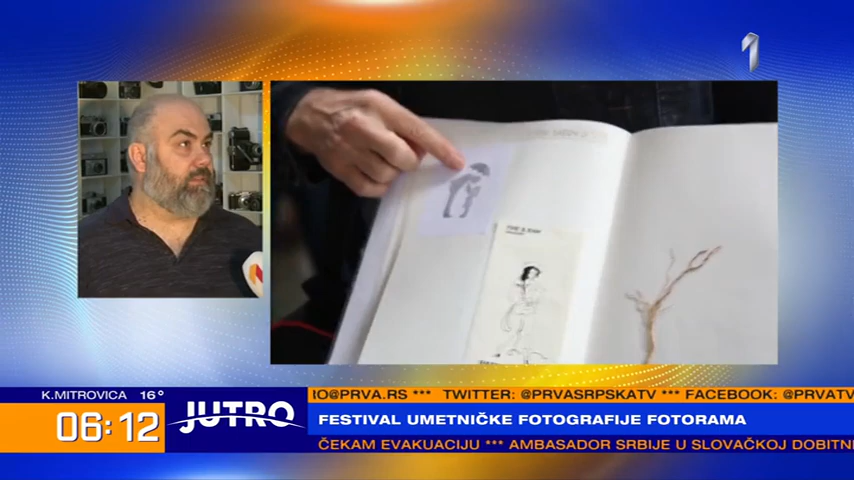 1
K.MITROVICA 16°
IO@PRVA.RS *** TWITTER: @PRVASRPSKATV *** FACEBOOK: @PRVATV
06:12
JUTRO
FESTIVAL UMETNIČKE FOTOGRAFIJE FOTORAMA
ČEKAM EVAKUACIJU *** AMBASADOR SRBIJE U SLOVAČKOJ DOBITNI